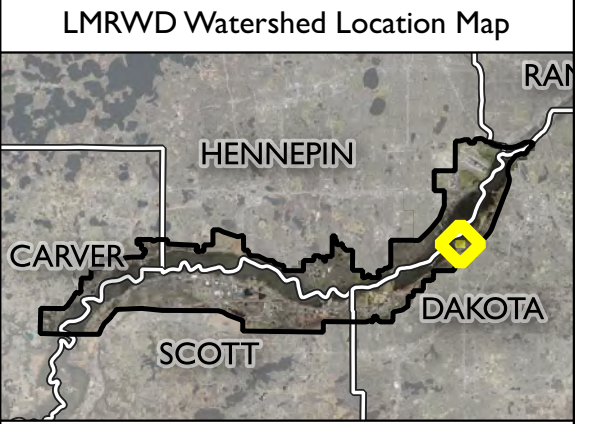 LMRWD Watershed Location Map
RAM
HENNEPIN
CARVER
DAKOTA
SCOTT